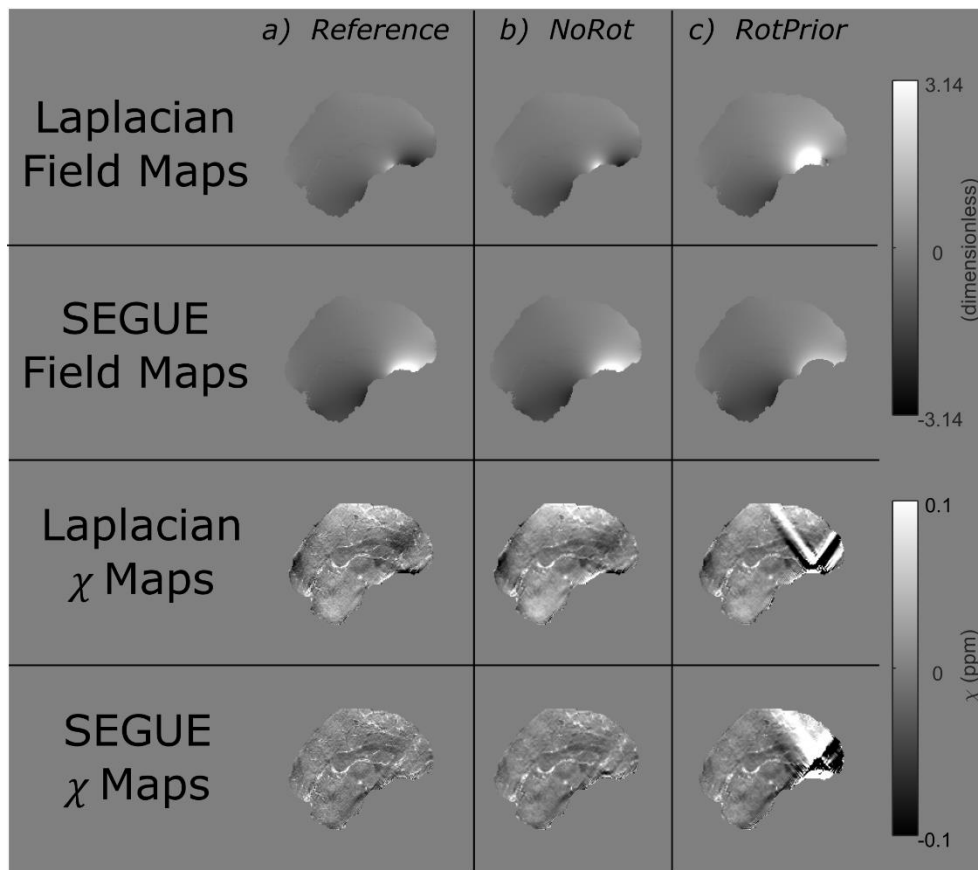 a) Reference
b) NoRot
c) RotPrior
Laplacian
Field Maps
SEGUE
Field Maps
Laplacian
χ Maps
SEGUE
χ Maps
3.14
0
-3.14
(dimensionless)
0.1
0
-0.1
χ (ppm)